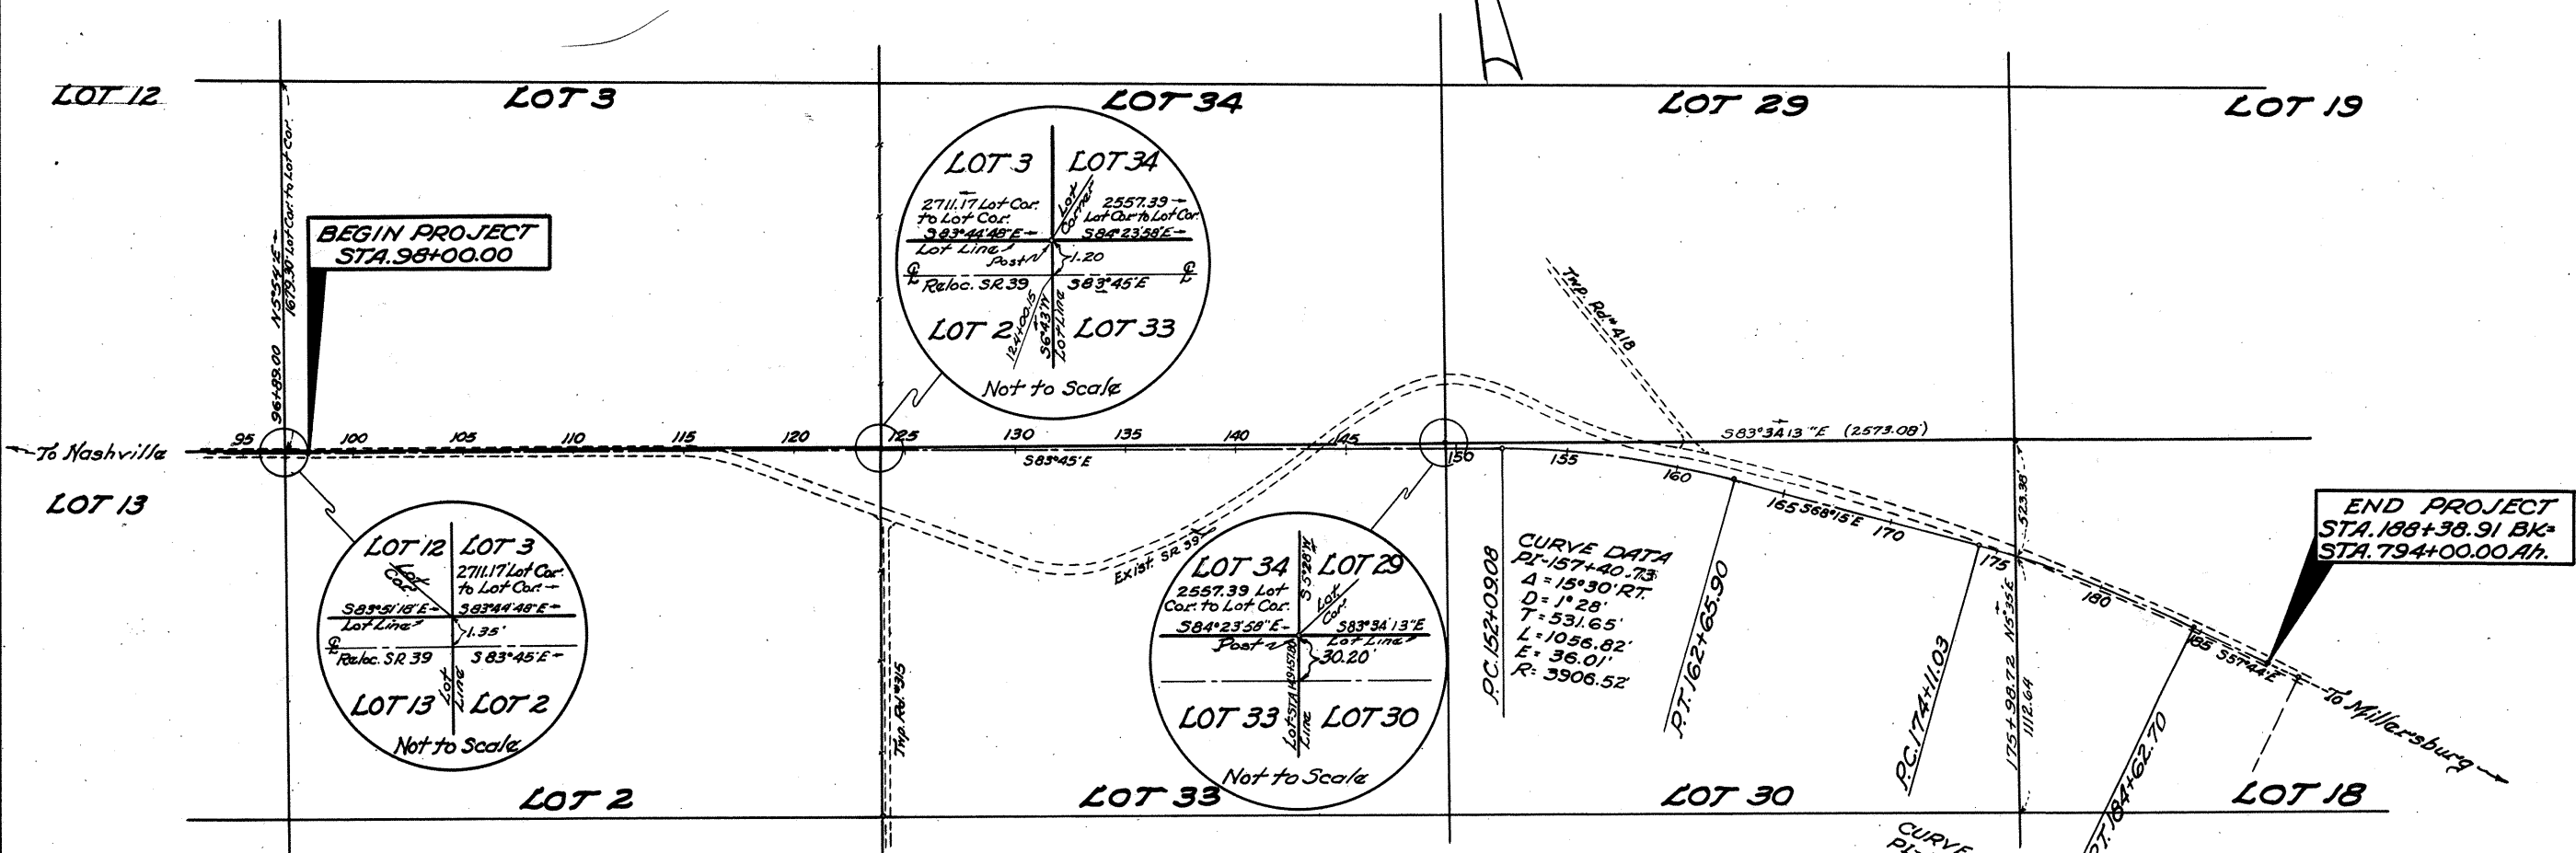 LOT 12
LOT 3
LOT 34
LOT 29
LOT 19
96+89.00 N5°54'E
1679.30' Lot Cor. to Lot Cor.
BEGIN PROJECT
STA. 98+00.00
LOT 3
LOT 34
2711.17 Lot Cor.
to Lot Cor.
Lot
Corner
2557.39
Lot Cor to Lot Cor.
S83°44'48"E
S84°23'58"E
Lot Line
Post
1.20
℄
℄
Reloc. SR 39
S83°45'E
LOT 2
124+00.15
S6°43'W
Lot Line
LOT 33
Not to Scale
Twp. Rd. #418
To Nashville
95
100
105
110
115
120
125
130
135
140
145
150
155
160
165
170
175
180
185
S83°45'E
S83°34'13"E (2573.08')
S68°15'E
S57°44'E
LOT 13
Exist. SR 39
Twp. Rd. #315
LOT 12
LOT 3
Lot
Cor.
2711.17' Lot Cor.
to Lot Cor.
S83°51'18"E
S83°44'48"E
Lot Line
1.35'
℄
Reloc. SR 39
S83°45'E
LOT 13
Lot
Line
LOT 2
Not to Scale
LOT 34
S 5°28'W
LOT 29
2557.39 Lot
Cor. to Lot Cor.
Lot
Cor.
S84°23'58"E
S83°34'13"E
Post
Lot Line
30.20'
LOT 33
Lot
Line
LOT 30
Not to Scale
P.C. 152+09.08
CURVE DATA
PI-157+40.73
Δ = 15°30' RT.
D = 1°28'
T = 531.65'
L = 1056.82'
E = 36.01'
R = 3906.52'
P.T. 162+65.90
P.C. 174+11.03
175+98.72 N5°35'E
523.38'
1112.64
P.T. 184+62.70
END PROJECT
STA. 188+38.91 BK=
STA. 794+00.00 Ah.
To Millersburg
LOT 2
LOT 33
LOT 30
LOT 18
CURVE